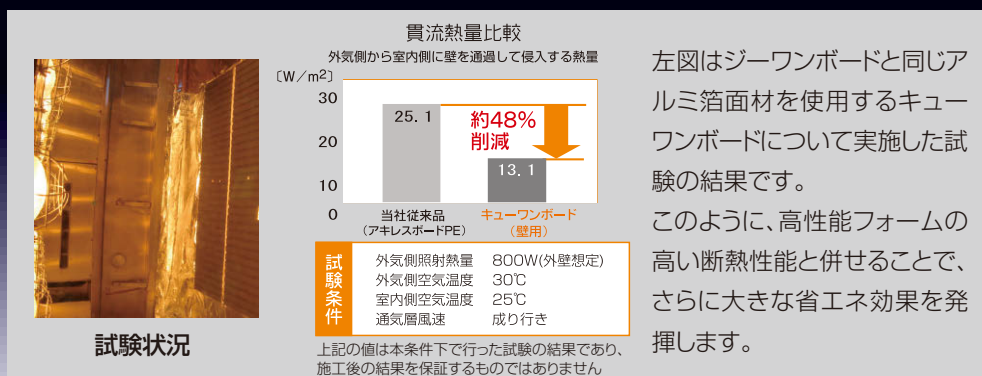 貫流熱量比較
外気側から室内側に壁を通過して侵入する熱量
〔W／m²〕
30
20
10
0
25.1
約48%
削減
13.1
当社従来品
（アキレスボードPE）
キューワンボード
（壁用）
試験条件
外気側照射熱量 800W(外壁想定)
外気側空気温度 30℃
室内側空気温度 25℃
通気層風速 成り行き
上記の値は本条件下で行った試験の結果であり、
施工後の結果を保証するものではありません
試験状況
左図はジーワンボードと同じア
ルミ箔面材を使用するキュー
ワンボードについて実施した試
験の結果です。
このように、高性能フォームの
高い断熱性能と併せることで、
さらに大きな省エネ効果を発
揮します。